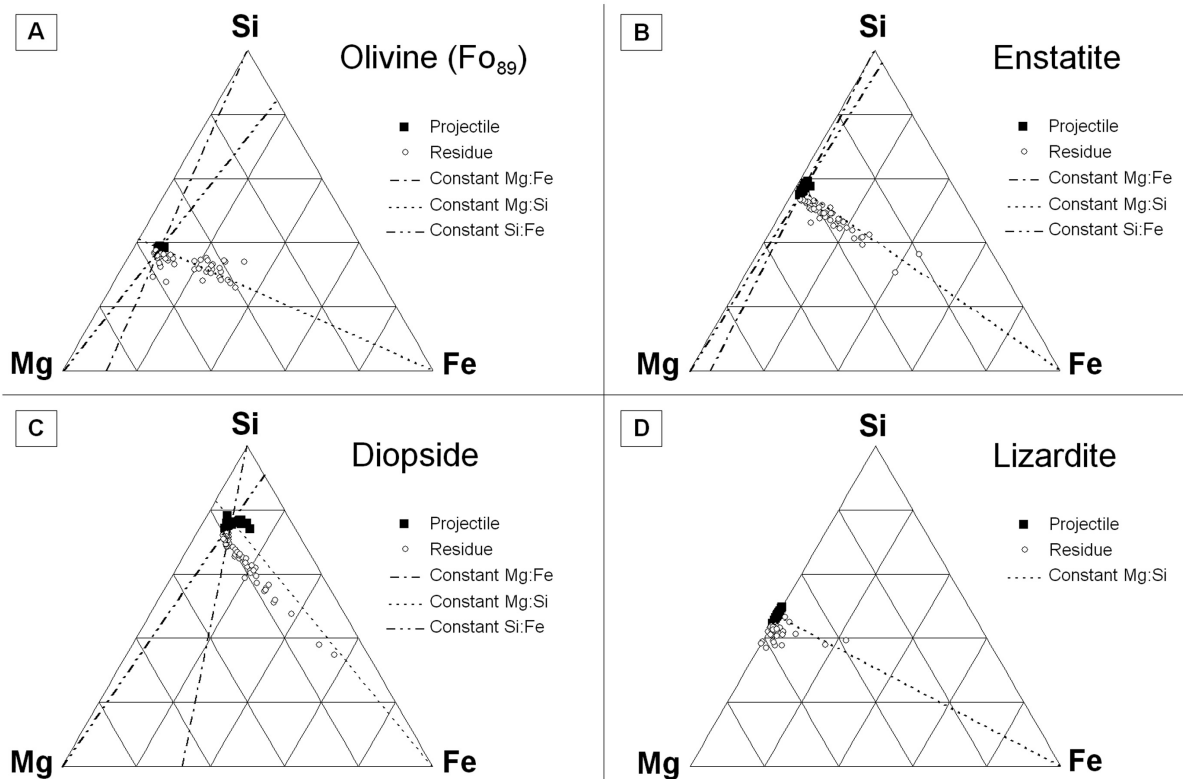 A
Si
Olivine (Fo₈₉)
Projectile
Residue
Constant Mg:Fe
Constant Mg:Si
Constant Si:Fe
Mg
Fe
B
Si
Enstatite
Projectile
Residue
Constant Mg:Fe
Constant Mg:Si
Constant Si:Fe
Mg
Fe
C
Si
Diopside
Projectile
Residue
Constant Mg:Fe
Constant Mg:Si
Constant Si:Fe
Mg
Fe
D
Si
Lizardite
Projectile
Residue
Constant Mg:Si
Mg
Fe